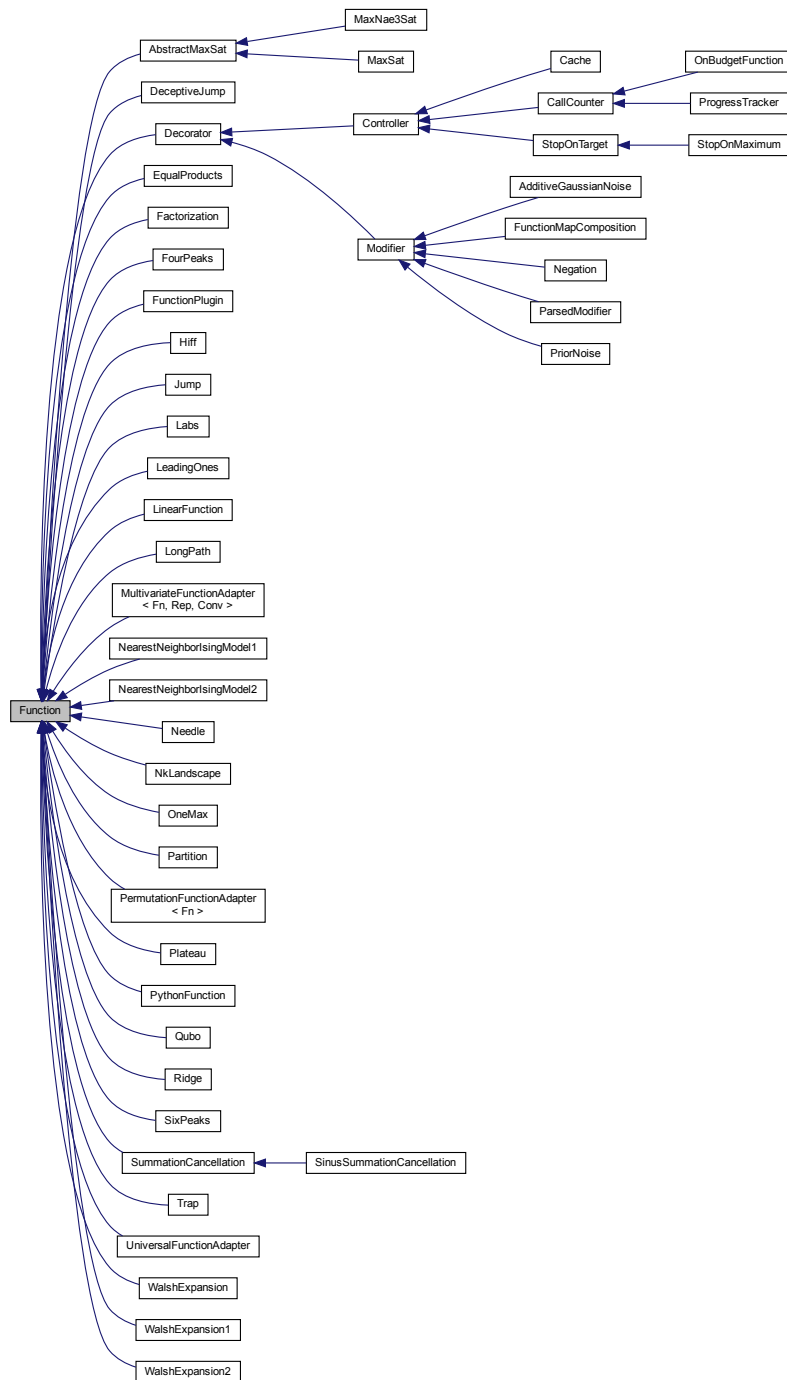 MaxNae3Sat
AbstractMaxSat
MaxSat
Cache
OnBudgetFunction
DeceptiveJump
CallCounter
ProgressTracker
Controller
Decorator
StopOnTarget
StopOnMaximum
EqualProducts
AdditiveGaussianNoise
Factorization
FunctionMapComposition
Modifier
FourPeaks
Negation
FunctionPlugin
ParsedModifier
Hiff
PriorNoise
Jump
Labs
LeadingOnes
LinearFunction
LongPath
MultivariateFunctionAdapter
< Fn, Rep, Conv >
NearestNeighborIsingModel1
NearestNeighborIsingModel2
Function
Needle
NkLandscape
OneMax
Partition
PermutationFunctionAdapter
< Fn >
Plateau
PythonFunction
Qubo
Ridge
SixPeaks
SummationCancellation
SinusSummationCancellation
Trap
UniversalFunctionAdapter
WalshExpansion
WalshExpansion1
WalshExpansion2